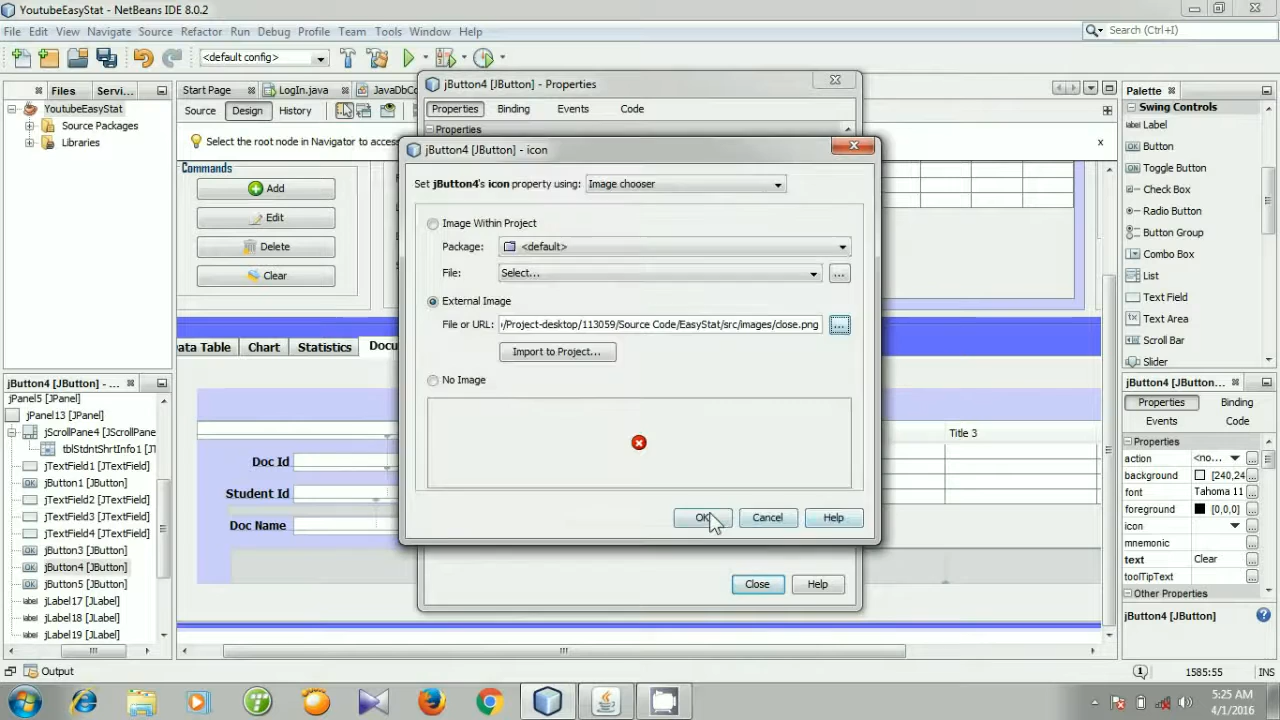 YoutubeEasyStat - NetBeans IDE 8.0.2
File Edit View Navigate Source Refactor Run Debug Profile Team Tools Window Help
Search (Ctrl+I)
<default config>
Files Servi...
YoutubeEasyStat
Source Packages
Libraries
Start Page LogIn.java JavaDbCo
Source Design History
Select the root node in Navigator to acces
Commands
Add
Edit
Delete
Clear
ata Table Chart Statistics Docu
Doc Id
Student Id
Doc Name
Title 3
jButton4 [JButton] - Properties
Properties Binding Events Code
Properties
jButton4 [JButton] - icon
Set jButton4's icon property using: Image chooser
Image Within Project
Package: <default>
File: Select...
External Image
File or URL: /Project-desktop/113059/Source Code/EasyStat/src/images/close.png
Import to Project...
No Image
OK Cancel Help
Close Help
Palette
Swing Controls
Label
Button
Toggle Button
Check Box
Radio Button
Button Group
Combo Box
List
Text Field
Text Area
Scroll Bar
Slider
jButton4 [JButton] - ...
jPanel5 [JPanel]
jPanel13 [JPanel]
jScrollPane4 [JScrollPane
tblStdntShrtInfo1 [JT
jTextField1 [JTextField]
jButton1 [JButton]
jTextField2 [JTextField]
jTextField3 [JTextField]
jTextField4 [JTextField]
jButton3 [JButton]
jButton4 [JButton]
jButton5 [JButton]
jLabel17 [JLabel]
jLabel18 [JLabel]
jLabel19 [JLabel]
jButton4 [JButton...
Properties Binding
Events Code
Properties
action <no...
background [240,24
font Tahoma 11
foreground [0,0,0]
icon
mnemonic
text Clear
toolTipText
Other Properties
jButton4 [JButton]
Output
1 1585:55 INS
5:25 AM
4/1/2016